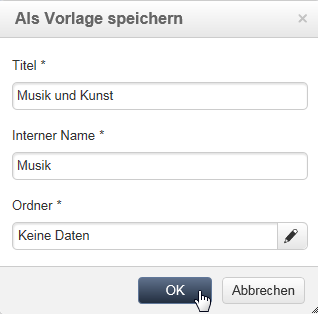 Als Vorlage speichern ×
Titel *
Musik und Kunst
Interner Name *
Musik
Ordner *
Keine Daten
OK Abbrechen